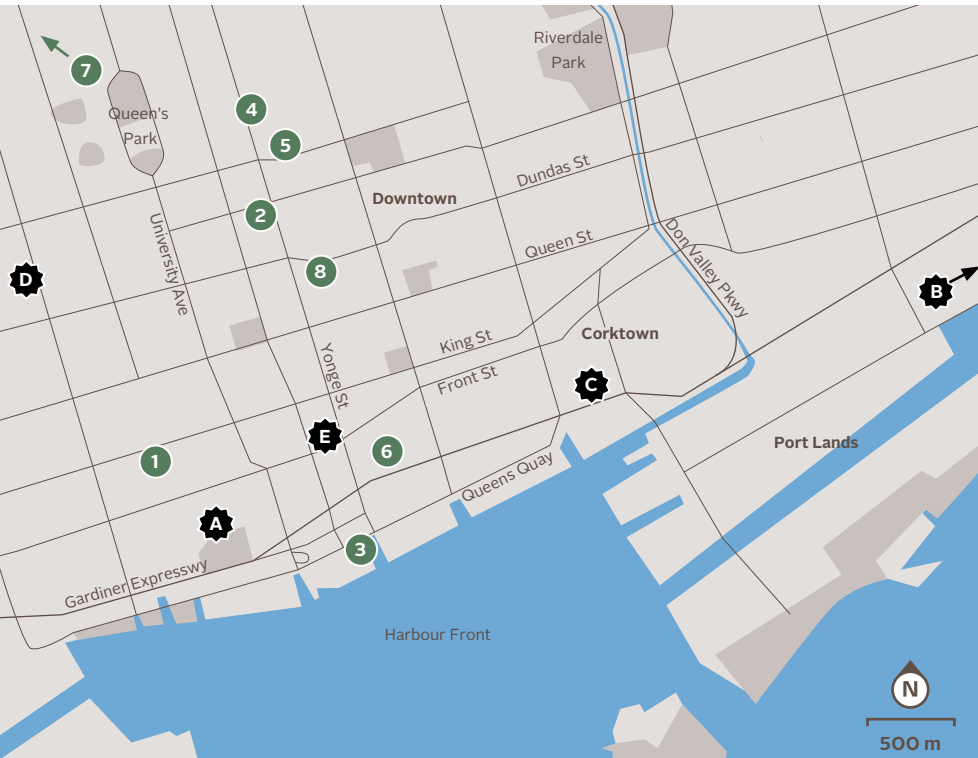 Riverdale
Park
7
4
Queen's
Park
5
Dundas St
Downtown
2
University Ave
Queen St
Don Valley Pkwy
D
8
B
King St
Corktown
Yonge St
Front St
C
E
6
Port Lands
1
Queens Quay
A
3
Gardiner Expresswy
Harbour Front
N
500 m